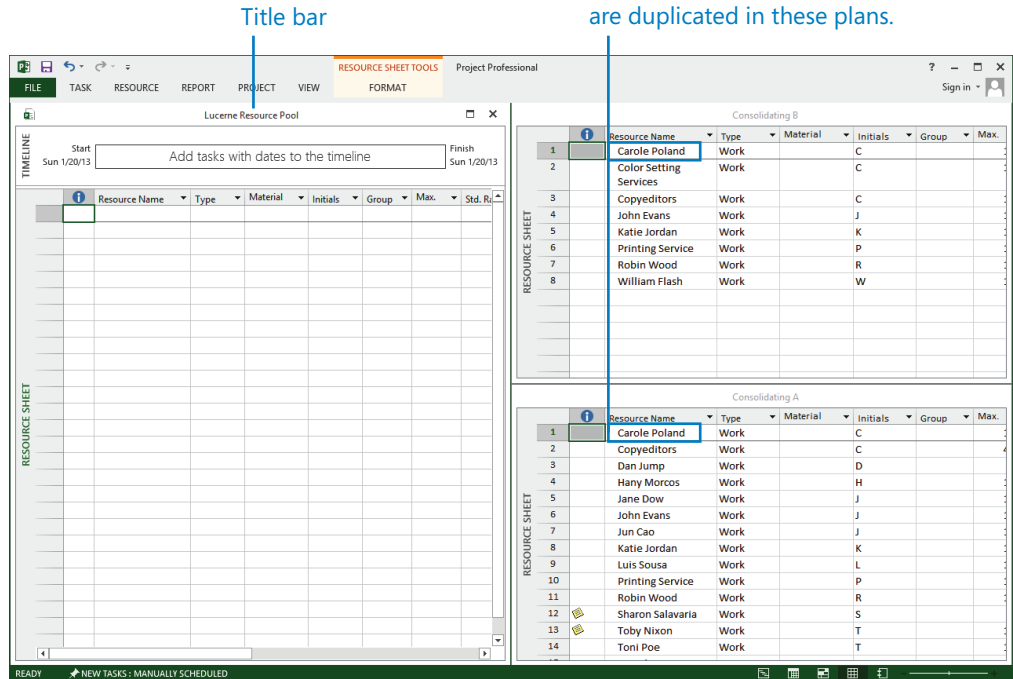 Title bar
are duplicated in these plans.
RESOURCE SHEET TOOLS Project Professional
?
FILE TASK RESOURCE REPORT PROJECT VIEW FORMAT
Sign in
Lucerne Resource Pool
TIMELINE
Start
Sun 1/20/13
Add tasks with dates to the timeline
Finish
Sun 1/20/13
Resource Name Type Material Initials Group Max.
RESOURCE SHEET
Consolidating B
Resource Name Type Material Initials Group Max.
1 Carole Poland Work C
2 Color Setting Services Work C
3 Copyeditors Work C
4 John Evans Work J
5 Katie Jordan Work K
6 Printing Service Work P
7 Robin Wood Work R
8 William Flash Work W
RESOURCE SHEET
Consolidating A
Resource Name Type Material Initials Group Max.
1 Carole Poland Work C
2 Copyeditors Work C
3 Dan Jump Work D
4 Hany Morcos Work H
5 Jane Dow Work J
6 John Evans Work J
7 Jun Cao Work J
8 Katie Jordan Work K
9 Luis Sousa Work L
10 Printing Service Work P
11 Robin Wood Work R
12 Sharon Salavaria Work S
13 Toby Nixon Work T
14 Toni Poe Work T
RESOURCE SHEET
READY NEW TASKS : MANUALLY SCHEDULED